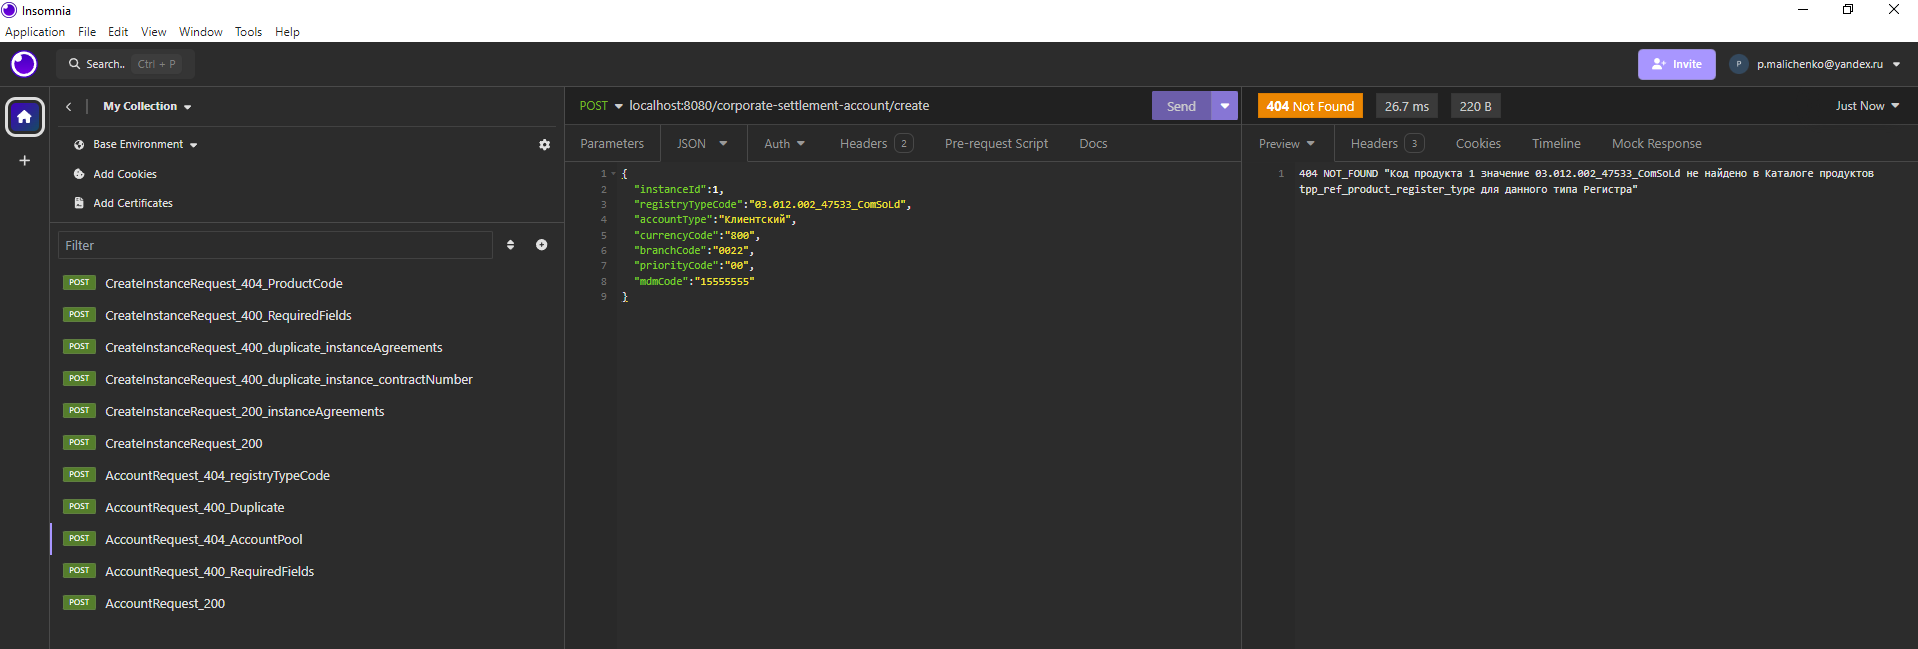 Insomnia
Application File Edit View Window Tools Help
Search.. Ctrl + P
Invite
P
p.malichenko@yandex.ru
My Collection
Base Environment
Add Cookies
Add Certificates
Filter
POST CreateInstanceRequest_404_ProductCode
POST CreateInstanceRequest_400_RequiredFields
POST CreateInstanceRequest_400_duplicate_instanceAgreements
POST CreateInstanceRequest_400_duplicate_instance_contractNumber
POST CreateInstanceRequest_200_instanceAgreements
POST CreateInstanceRequest_200
POST AccountRequest_404_registryTypeCode
POST AccountRequest_400_Duplicate
POST AccountRequest_404_AccountPool
POST AccountRequest_400_RequiredFields
POST AccountRequest_200
POST localhost:8080/corporate-settlement-account/create Send
Parameters JSON Auth Headers 2 Pre-request Script Docs
1 {
2 "instanceId":1,
3 "registryTypeCode":"03.012.002_47533_ComSoLd",
4 "accountType":"Клиентский",
5 "currencyCode":"800",
6 "branchCode":"0022",
7 "priorityCode":"00",
8 "mdmCode":"15555555"
9 }
404 Not Found 26.7 ms 220 B Just Now
Preview Headers 3 Cookies Timeline Mock Response
1 404 NOT_FOUND "Код продукта 1 значение 03.012.002_47533_ComSoLd не найдено в Каталоге продуктов
tpp_ref_product_register_type для данного типа Регистра"